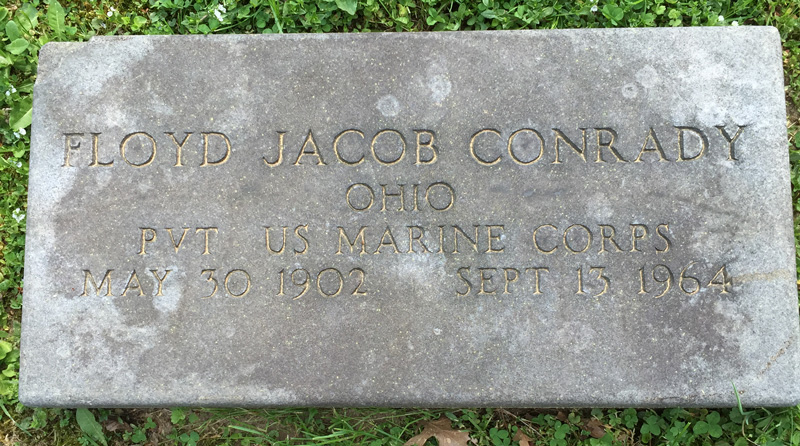 FLOYD JACOB CONRADY
OHIO
PVT US MARINE CORPS
MAY 30 1902 SEPT 13 1964